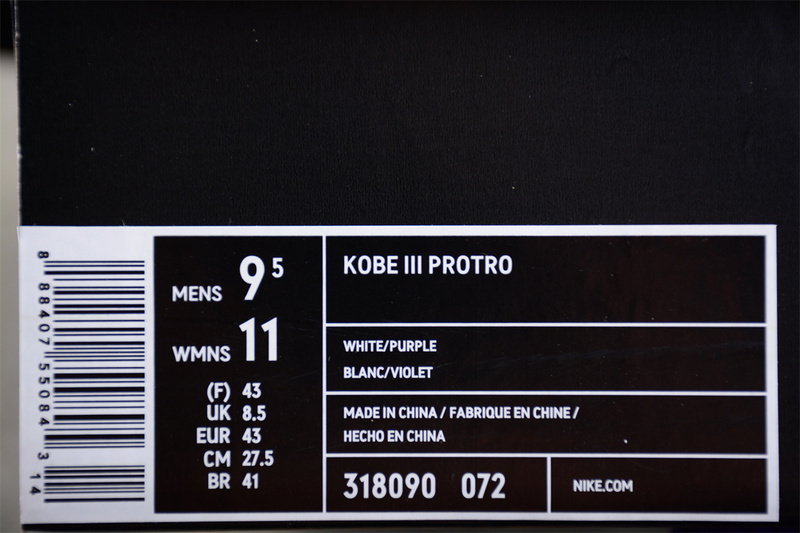 8 88407 55084 3 14
MENS 9 5
WMNS 11
(F) 43
UK 8.5
EUR 43
CM 27.5
BR 41
KOBE III PROTRO
WHITE/PURPLE
BLANC/VIOLET
MADE IN CHINA / FABRIQUE EN CHINE /
HECHO EN CHINA
318090 072
NIKE.COM